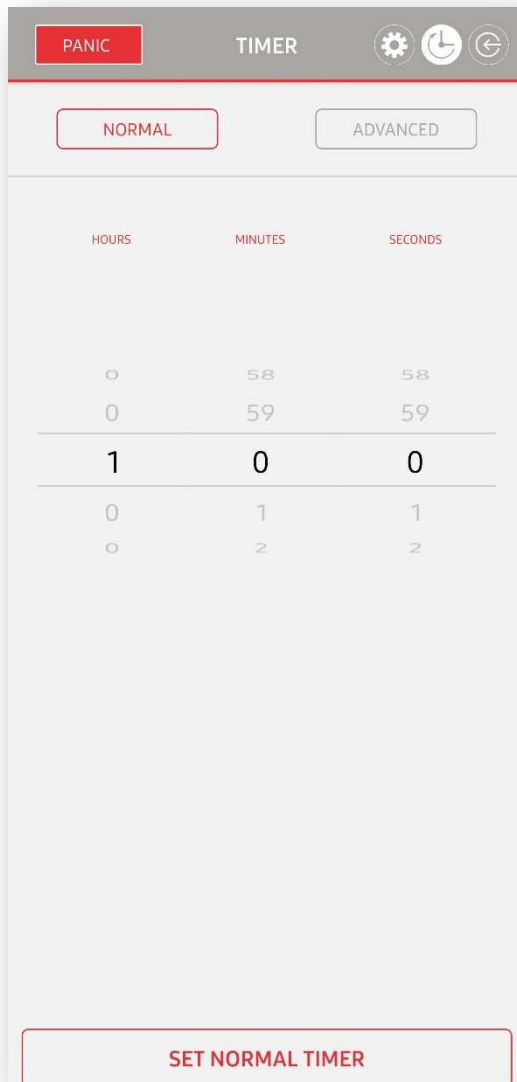 PANIC TIMER
NORMAL ADVANCED
HOURS MINUTES SECONDS
0 58 58
0 59 59
1 0 0
0 1 1
0 2 2
SET NORMAL TIMER